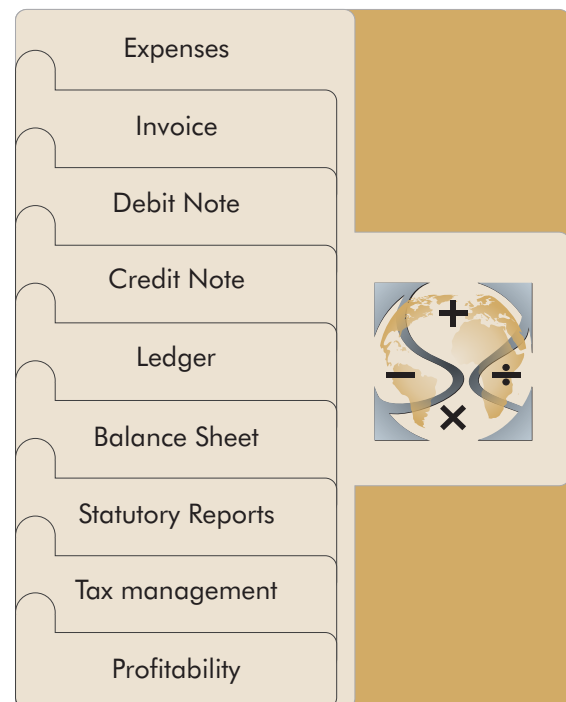 Expenses
Invoice
Debit Note
Credit Note
Ledger
Balance Sheet
Statutory Reports
Tax management
Profitability